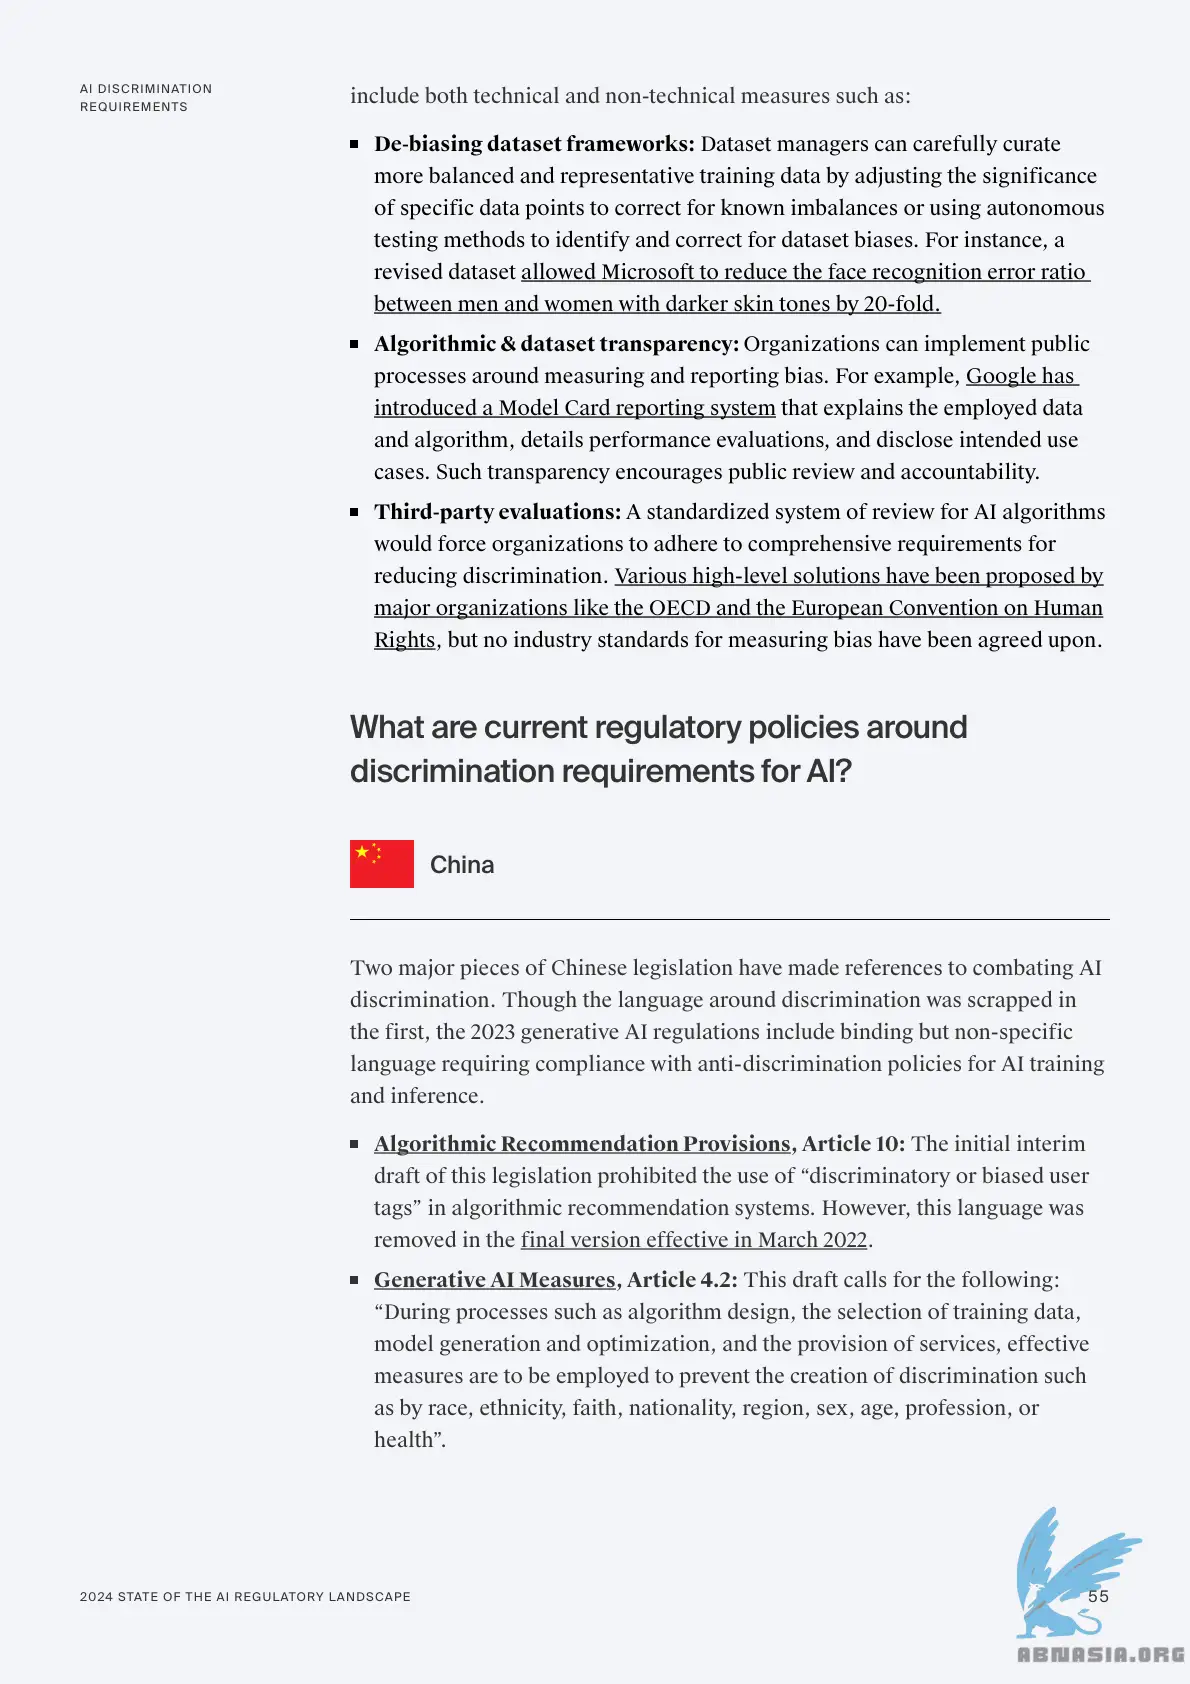 AI DISCRIMINATION
REQUIREMENTS
include both technical and non-technical measures such as:
De-biasing dataset frameworks: Dataset managers can carefully curate
more balanced and representative training data by adjusting the significance
of specific data points to correct for known imbalances or using autonomous
testing methods to identify and correct for dataset biases. For instance, a
revised dataset allowed Microsoft to reduce the face recognition error ratio
between men and women with darker skin tones by 20-fold.
Algorithmic & dataset transparency: Organizations can implement public
processes around measuring and reporting bias. For example, Google has
introduced a Model Card reporting system that explains the employed data
and algorithm, details performance evaluations, and disclose intended use
cases. Such transparency encourages public review and accountability.
Third-party evaluations: A standardized system of review for AI algorithms
would force organizations to adhere to comprehensive requirements for
reducing discrimination. Various high-level solutions have been proposed by
major organizations like the OECD and the European Convention on Human
Rights, but no industry standards for measuring bias have been agreed upon.
What are current regulatory policies around
discrimination requirements for AI?
China
Two major pieces of Chinese legislation have made references to combating AI
discrimination. Though the language around discrimination was scrapped in
the first, the 2023 generative AI regulations include binding but non-specific
language requiring compliance with anti-discrimination policies for AI training
and inference.
Algorithmic Recommendation Provisions, Article 10: The initial interim
draft of this legislation prohibited the use of “discriminatory or biased user
tags” in algorithmic recommendation systems. However, this language was
removed in the final version effective in March 2022.
Generative AI Measures, Article 4.2: This draft calls for the following:
“During processes such as algorithm design, the selection of training data,
model generation and optimization, and the provision of services, effective
measures are to be employed to prevent the creation of discrimination such
as by race, ethnicity, faith, nationality, region, sex, age, profession, or
health”.
2024 STATE OF THE AI REGULATORY LANDSCAPE
55
ABNASIA.ORG